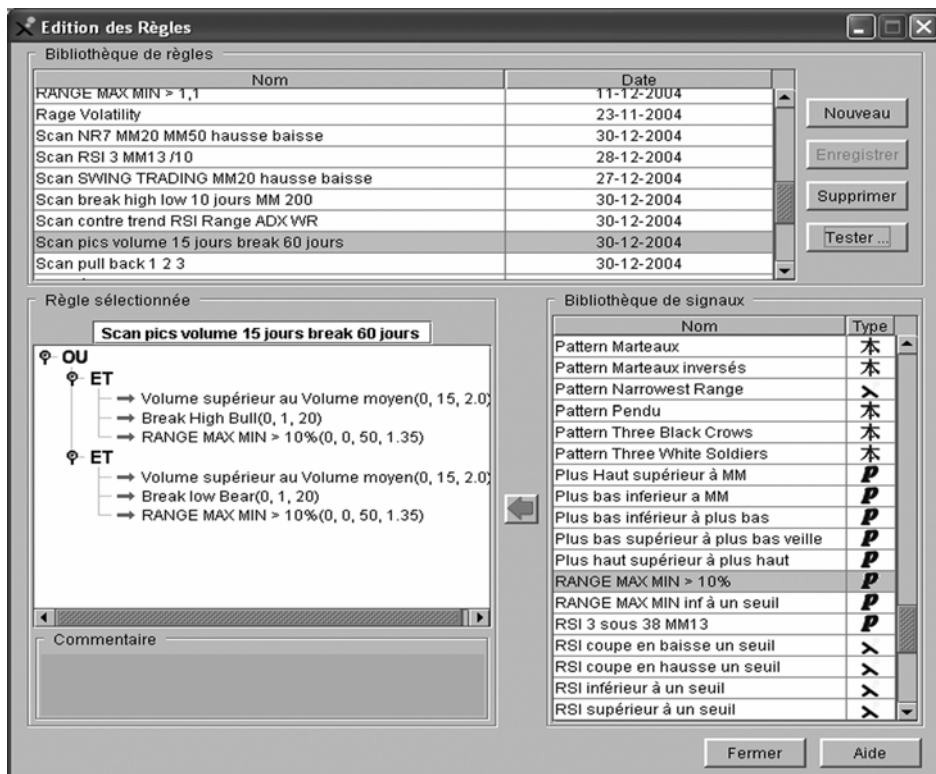 Edition des Règles
Bibliothèque de règles
Nom Date
RANGE MAX MIN > 1,1 11-12-2004
Rage Volatility 23-11-2004
Scan NR7 MM20 MM50 hausse baisse 30-12-2004
Scan RSI 3 MM13 /10 28-12-2004
Scan SWING TRADING MM20 hausse baisse 27-12-2004
Scan break high low 10 jours MM 200 30-12-2004
Scan contre trend RSI Range ADX WR 30-12-2004
Scan pics volume 15 jours break 60 jours 30-12-2004
Scan pull back 1 2 3 30-12-2004
Nouveau
Enregistrer
Supprimer
Tester ...
Règle sélectionnée
Scan pics volume 15 jours break 60 jours
OU
ET
Volume supérieur au Volume moyen(0, 15, 2.0)
Break High Bull(0, 1, 20)
RANGE MAX MIN > 10%(0, 0, 50, 1.35)
ET
Volume supérieur au Volume moyen(0, 15, 2.0)
Break low Bear(0, 1, 20)
RANGE MAX MIN > 10%(0, 0, 50, 1.35)
Commentaire
Bibliothèque de signaux
Nom Type
Pattern Marteaux 本
Pattern Marteaux inversés 本
Pattern Narrowest Range
Pattern Pendu 本
Pattern Three Black Crows 本
Pattern Three White Soldiers 本
Plus Haut supérieur à MM P
Plus bas inferieur a MM P
Plus bas inférieur à plus bas P
Plus bas supérieur à plus bas veille P
Plus haut supérieur à plus haut P
RANGE MAX MIN > 10% P
RANGE MAX MIN inf à un seuil P
RSI 3 sous 38 MM13 P
RSI coupe en baisse un seuil
RSI coupe en hausse un seuil
RSI inférieur à un seuil
RSI supérieur à un seuil
Fermer
Aide